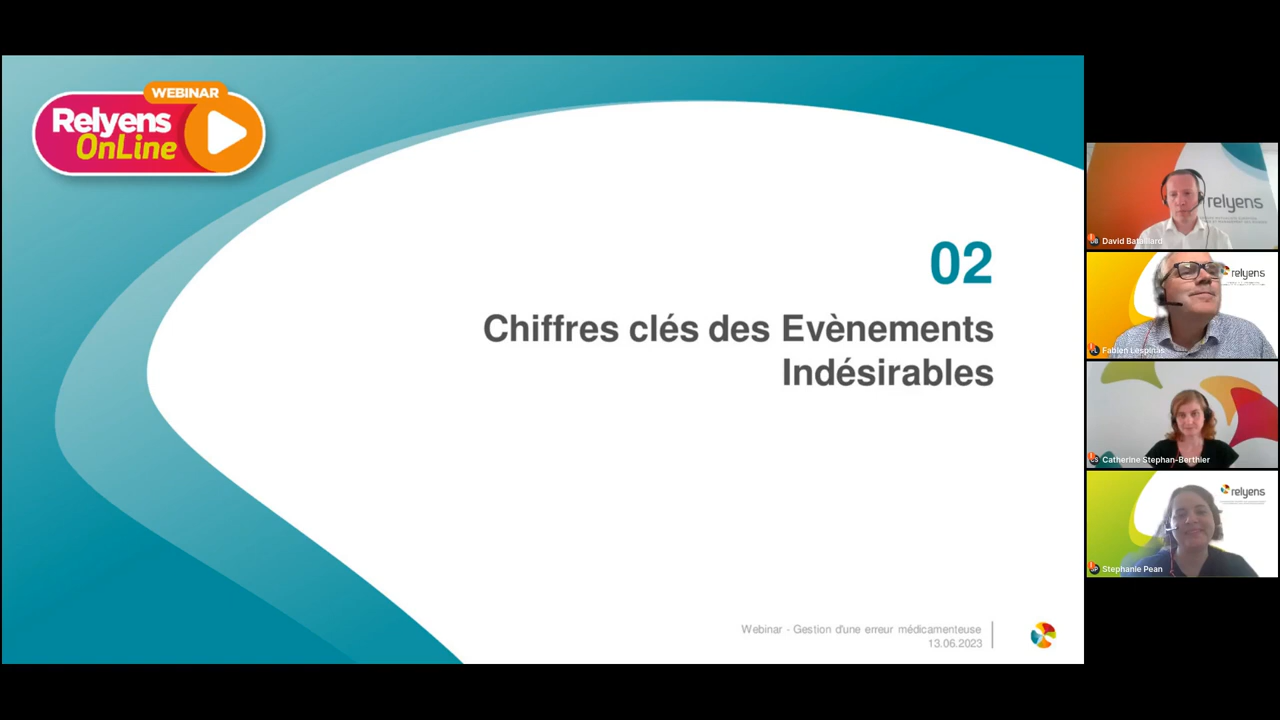 WEBINAR
Relyens
OnLine
02
Chiffres clés des Evènements
Indésirables
Webinar - Gestion d'une erreur médicamenteuse
13.06.2023
relyens
David Bataillard
relyens
Fabien Lespinas
Catherine Stephan-Berthier
relyens
Stephanie Pean